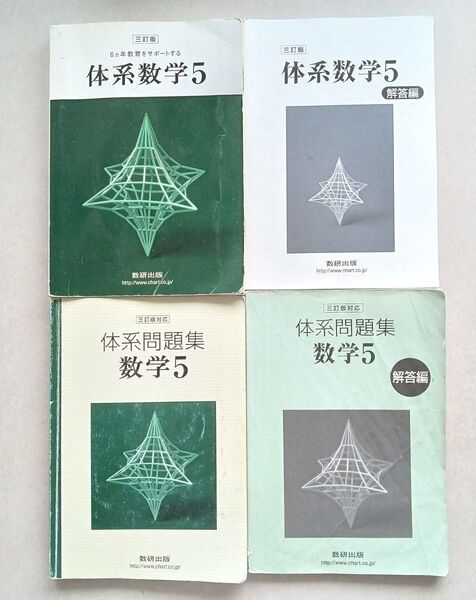 三訂版
6ヵ年教育をサポートする
体系数学5
数研出版
http://www.chart.co.jp/
三訂版
体系数学5
解答編
数研出版
http://www.chart.co.jp/
三訂版対応
体系問題集
数学5
数研出版
http://www.chart.co.jp/
三訂版対応
体系問題集
数学5
解答編
数研出版
http://www.chart.co.jp/